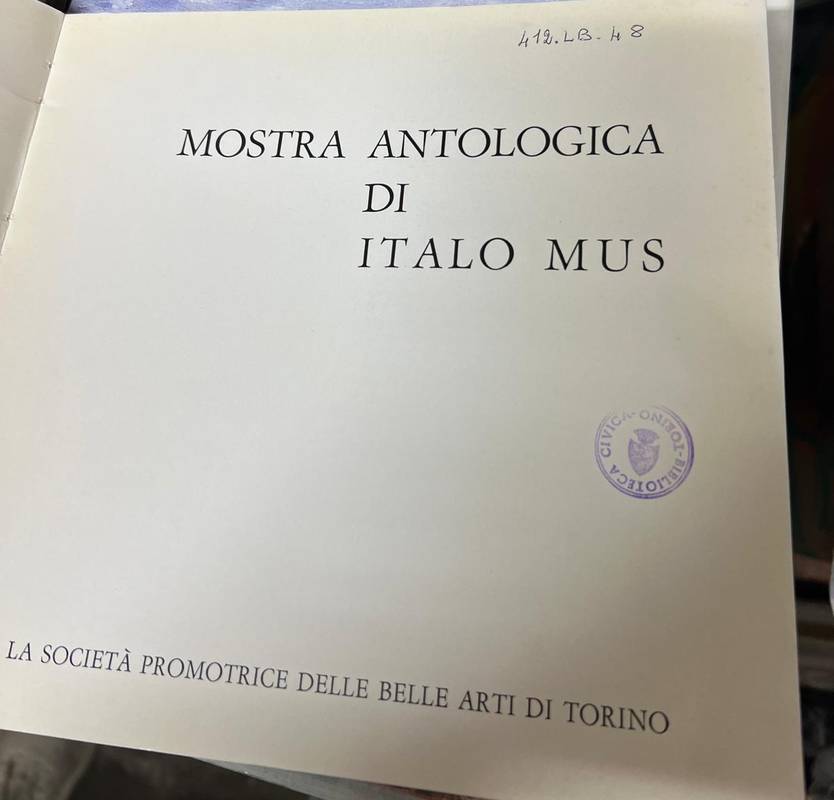 412.LB-48
MOSTRA ANTOLOGICA
DI
ITALO MUS
TORINO-BIBLIOTECA CIVICA-
LA SOCIETÀ PROMOTRICE DELLE BELLE ARTI DI TORINO